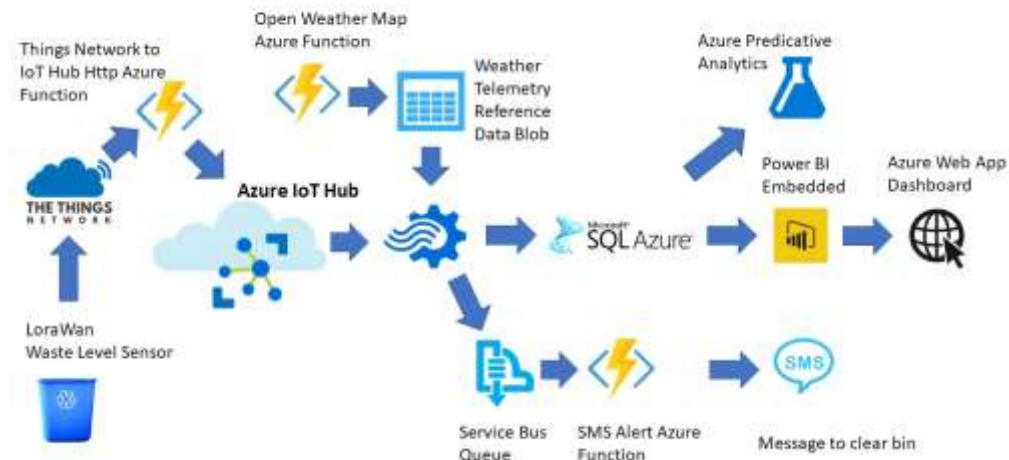 Open Weather Map
Azure Function
Things Network to
IoT Hub Http Azure
Function
Weather
Telemetry
Reference
Data Blob
Azure Predicative
Analytics
THE THINGS
NETWORK
Azure IoT Hub
Microsoft
SQL Azure
Power BI
Embedded
Azure Web App
Dashboard
LoraWan
Waste Level Sensor
Service Bus
Queue
SMS Alert Azure
Function
SMS
Message to clear bin